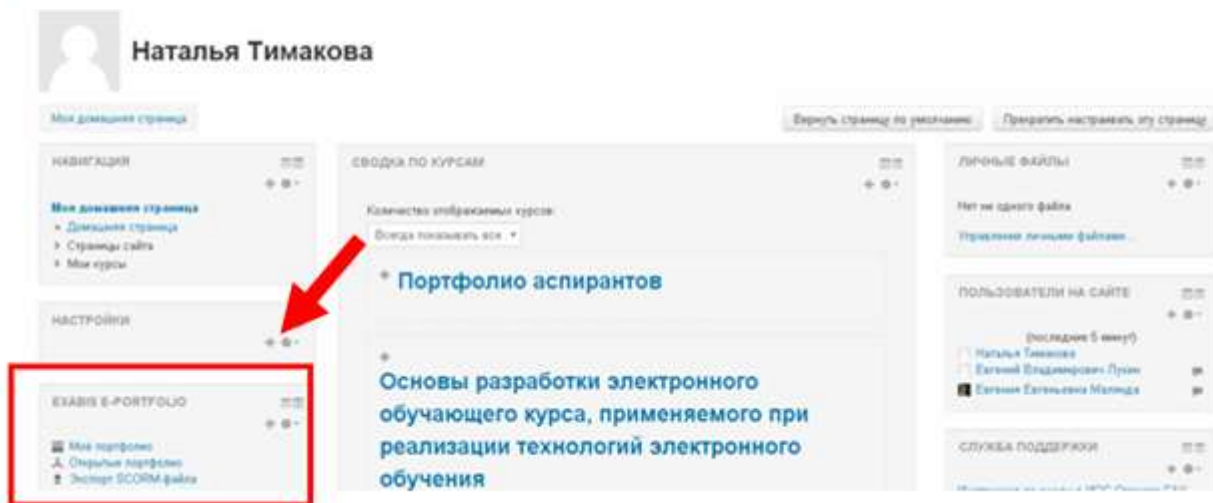 Наталья Тимакова
Моя домашняя страница
Вернуть страницу по умолчанию
Прекратить настраивать эту страницу
НАВИГАЦИЯ
Моя домашняя страница
Домашняя страница
Страницы сайта
Мои курсы
НАСТРОЙКИ
EXABIS E-PORTFOLIO
Мое портфолио
Открытые портфолио
Экспорт SCORM-файла
СВОДКА ПО КУРСАМ
Количество отображаемых курсов:
Всегда показывать все
Портфолио аспирантов
Основы разработки электронного
обучающего курса, применяемого при
реализации технологий электронного
обучения
ЛИЧНЫЕ ФАЙЛЫ
Нет ни одного файла
Управление личными файлами...
ПОЛЬЗОВАТЕЛИ НА САЙТЕ
(последние 5 минут)
Наталья Тимакова
Евгений Владимирович Лукин
Евгения Евгеньевна Малявда
СЛУЖБА ПОДДЕРЖКИ